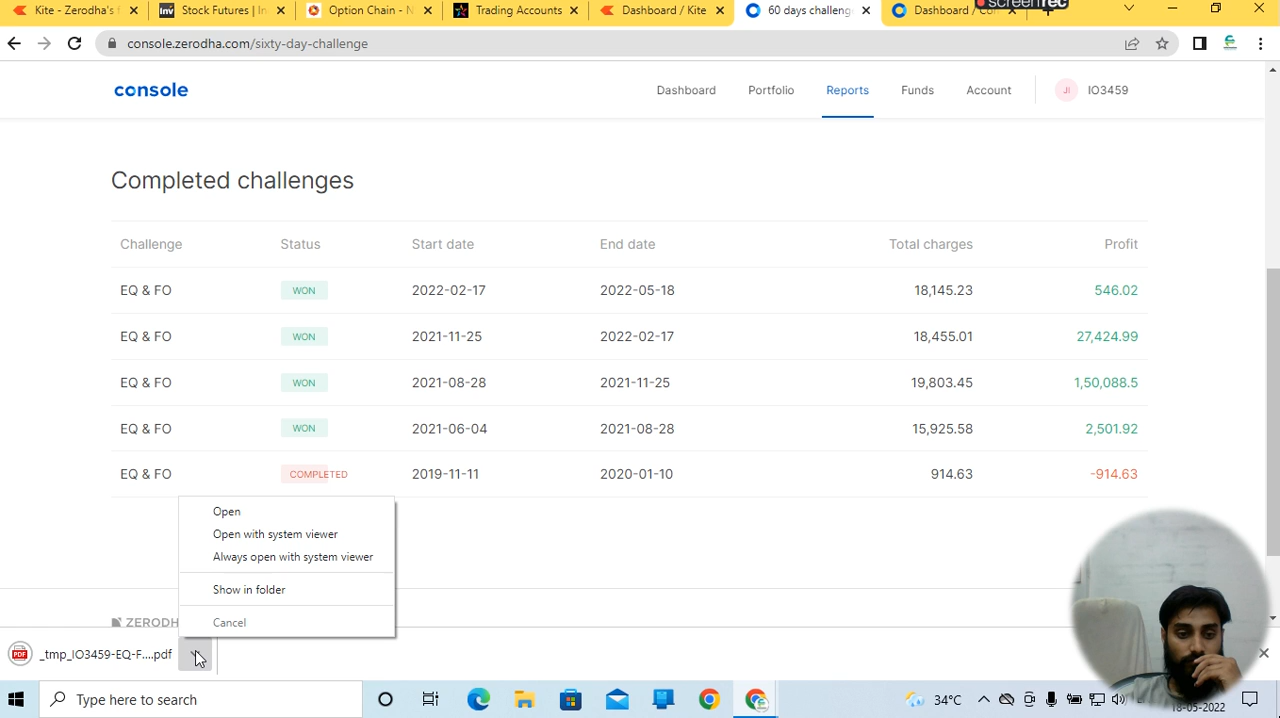 Kite - Zerodha's f
Stock Futures | In
Option Chain - N
Trading Accounts
Dashboard / Kite
60 days challeng
Dashboard / Co
screenrec
console.zerodha.com/sixty-day-challenge
console
Dashboard
Portfolio
Reports
Funds
Account
JI
IO3459
Completed challenges
Challenge Status Start date End date Total charges Profit
EQ & FO WON 2022-02-17 2022-05-18 18,145.23 546.02
EQ & FO WON 2021-11-25 2022-02-17 18,455.01 27,424.99
EQ & FO WON 2021-08-28 2021-11-25 19,803.45 1,50,088.5
EQ & FO WON 2021-06-04 2021-08-28 15,925.58 2,501.92
EQ & FO COMPLETED 2019-11-11 2020-01-10 914.63 -914.63
Open
Open with system viewer
Always open with system viewer
Show in folder
Cancel
ZERODH
PDF
_tmp_IO3459-EQ-F....pdf
Type here to search
34°C
18-05-2022